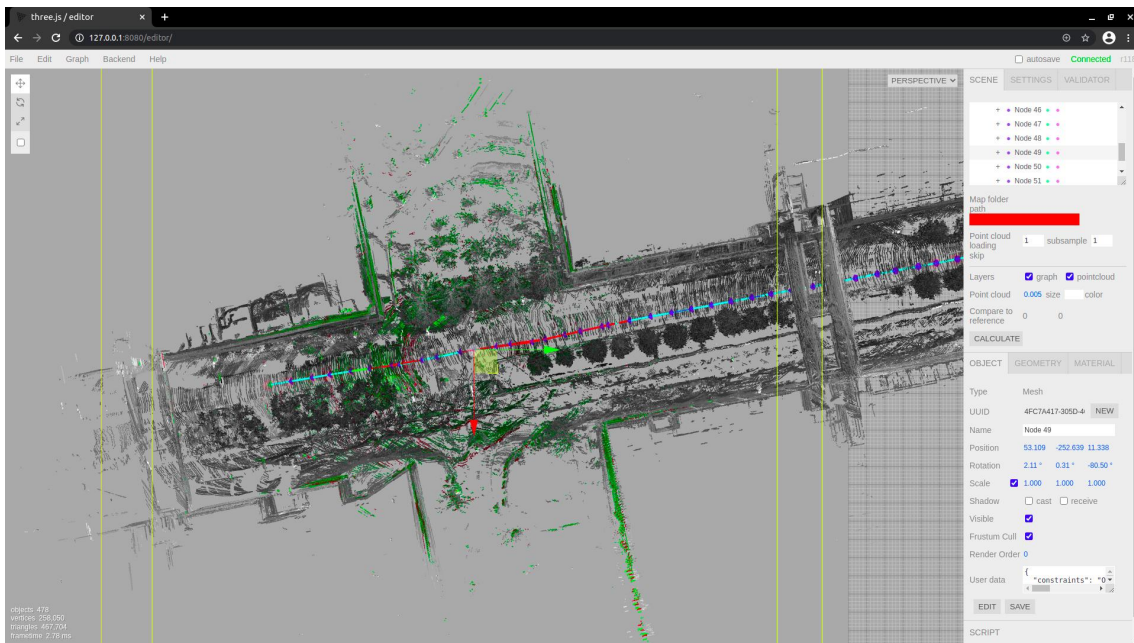 three.js / editor
127.0.0.1:8080/editor/
File Edit Graph Backend Help
autosave Connected
PERSPECTIVE
SCENE SETTINGS VALIDATOR
+ Node 46
+ Node 47
+ Node 48
+ Node 49
+ Node 50
+ Node 51
Map folder
path
Point cloud
loading
skip
1 subsample 1
Layers graph pointcloud
Point cloud 0.005 size color
Compare to
reference
0 0
CALCULATE
OBJECT GEOMETRY MATERIAL
Type Mesh
UUID 4FC7A417-305D-4 NEW
Name Node 49
Position 53.109 -252.639 11.338
Rotation 2.11 ° 0.31 ° -80.50 °
Scale 1.000 1.000 1.000
Shadow cast receive
Visible
Frustum Cull
Render Order 0
User data
{
"constraints": "O
EDIT SAVE
SCRIPT
objects 478
vertices 258,050
triangles 467,704
frametime 2.78 ms